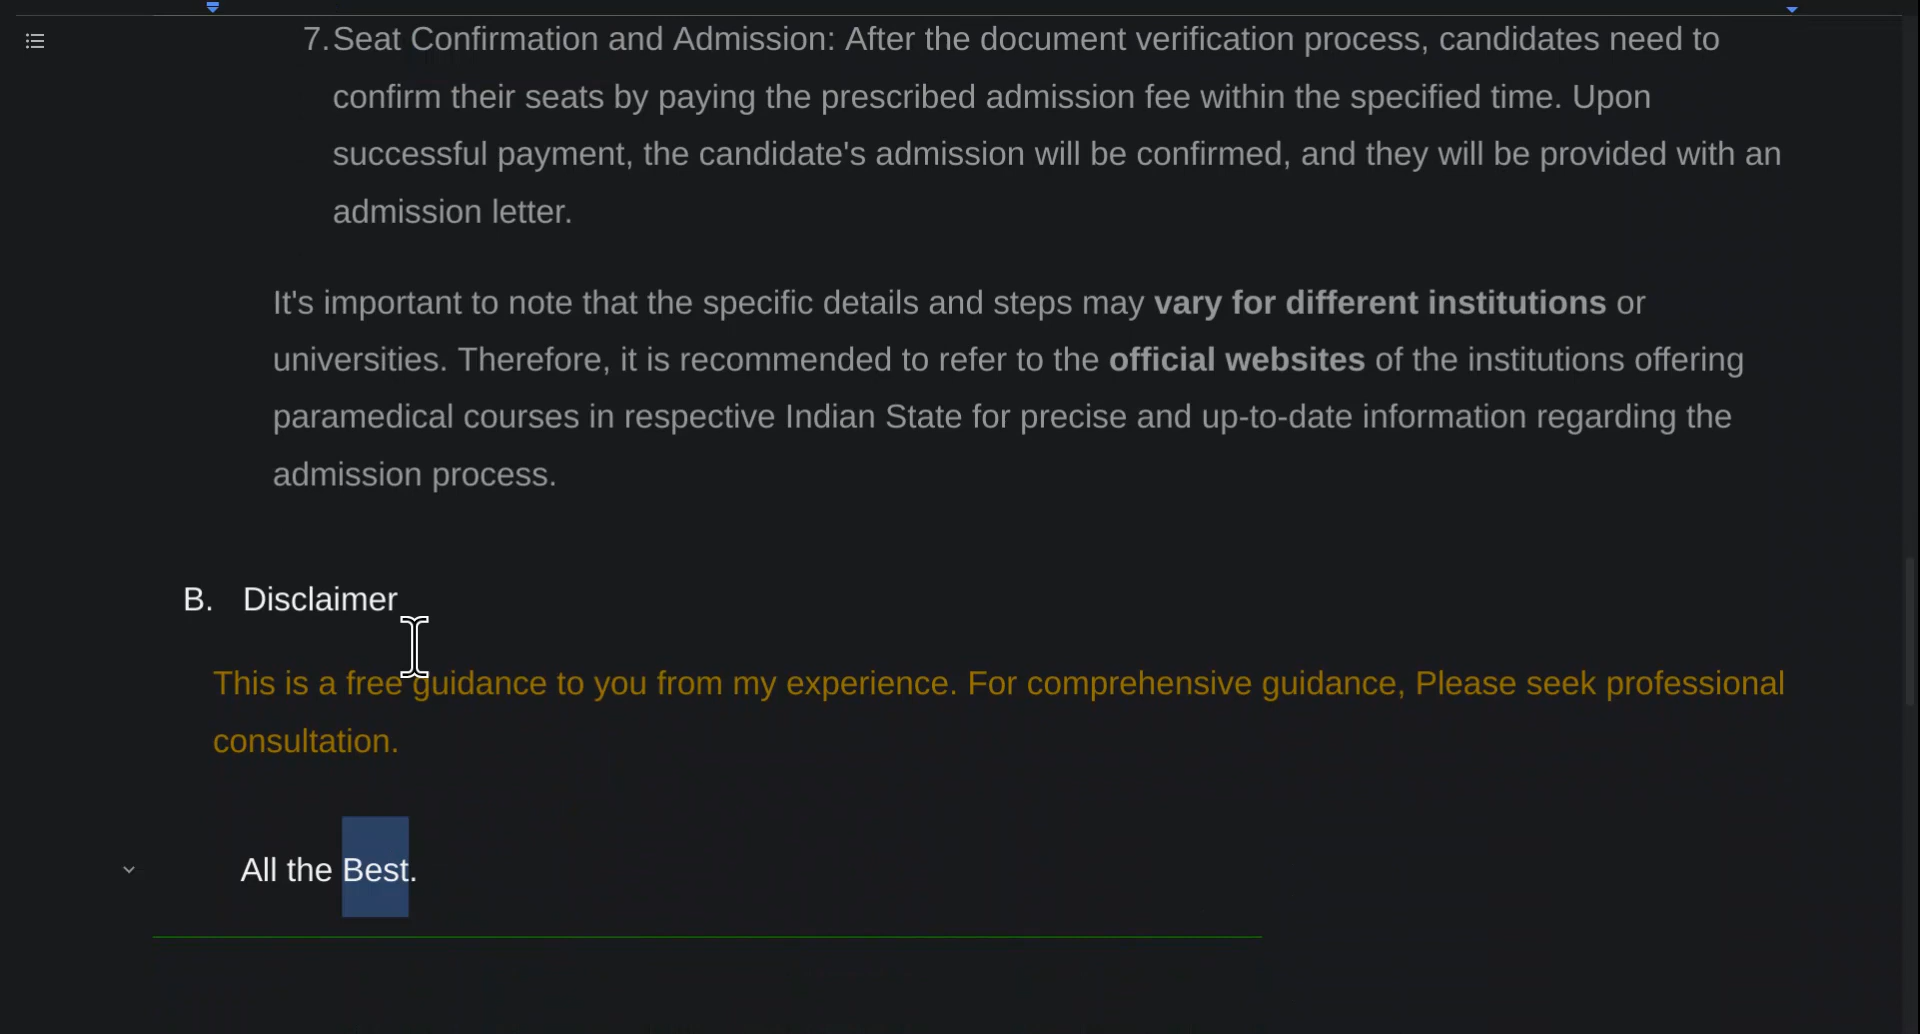 7. Seat Confirmation and Admission: After the document verification process, candidates need to
confirm their seats by paying the prescribed admission fee within the specified time. Upon
successful payment, the candidate's admission will be confirmed, and they will be provided with an
admission letter.
It's important to note that the specific details and steps may vary for different institutions or
universities. Therefore, it is recommended to refer to the official websites of the institutions offering
paramedical courses in respective Indian State for precise and up-to-date information regarding the
admission process.
B. Disclaimer
This is a free guidance to you from my experience. For comprehensive guidance, Please seek professional
consultation.
All the Best.